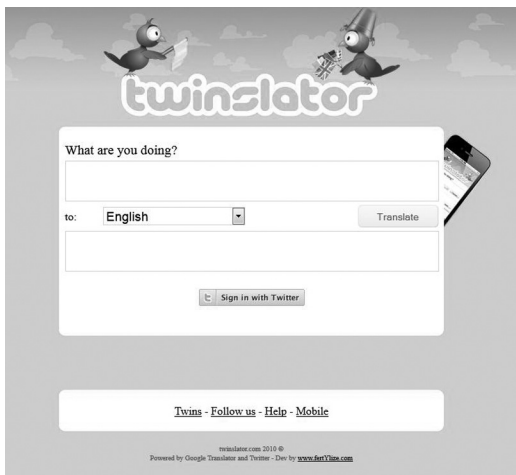 twinslator
What are you doing?
to: English Translate
Sign in with Twitter
Twins - Follow us - Help - Mobile
twinslator.com 2010 ©
Powered by Google Translator and Twitter - Dev by www.fertYlize.com